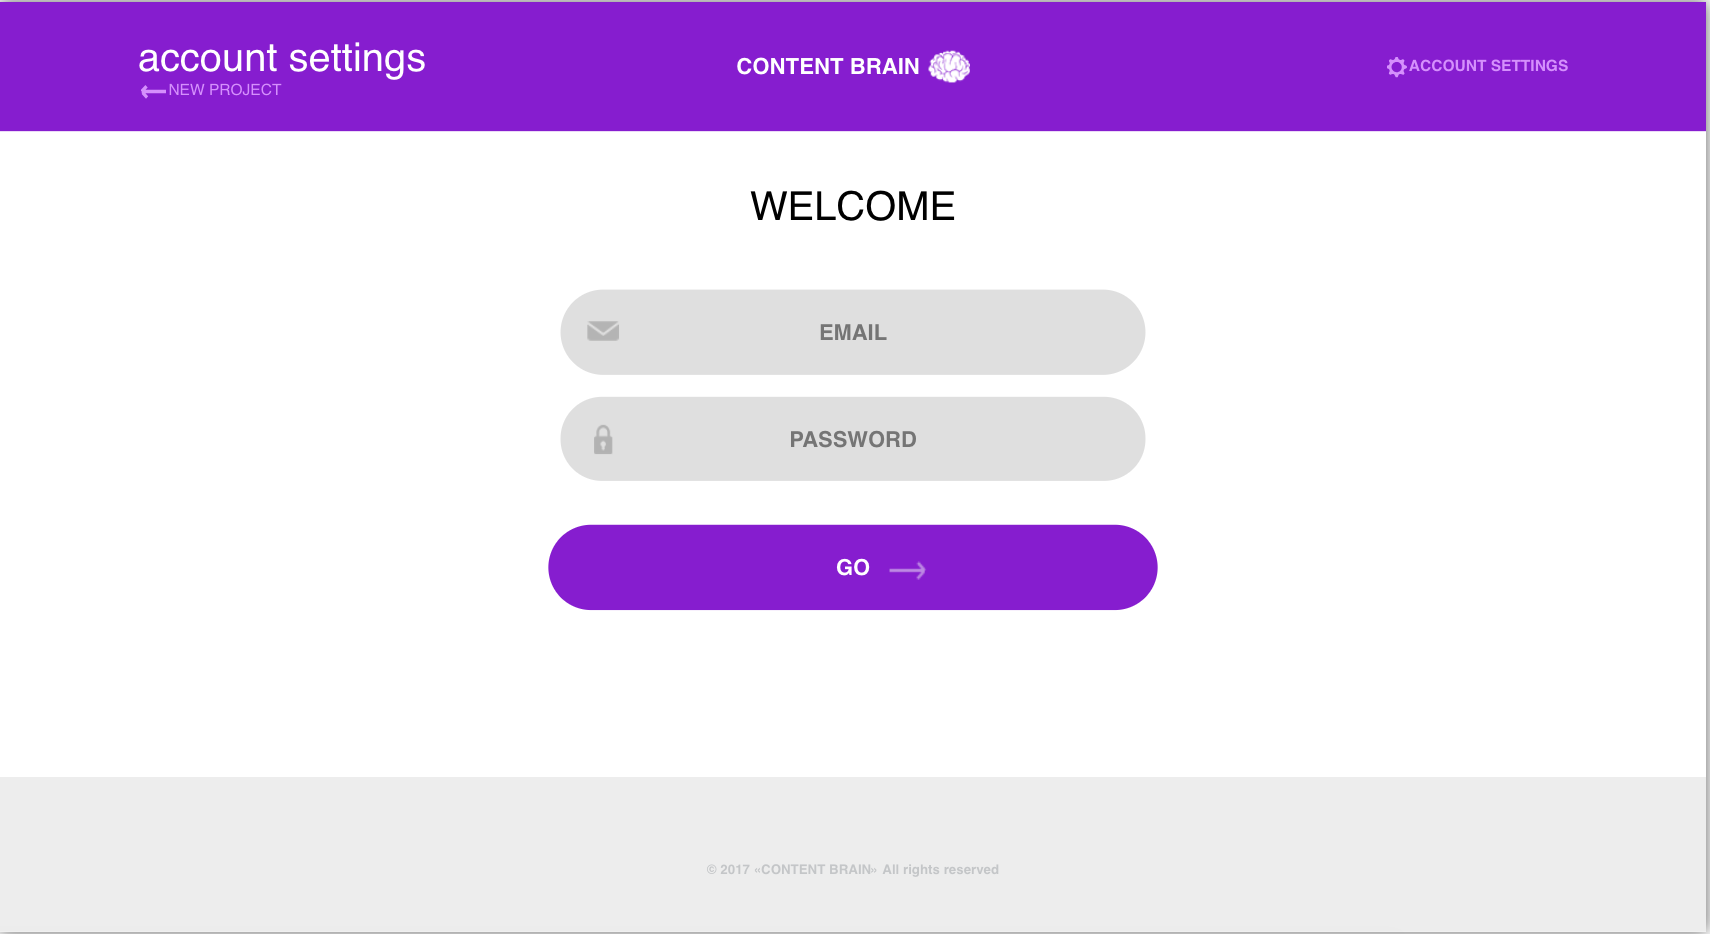 account settings
NEW PROJECT
CONTENT BRAIN
ACCOUNT SETTINGS
WELCOME
EMAIL
PASSWORD
GO
© 2017 «CONTENT BRAIN» All rights reserved